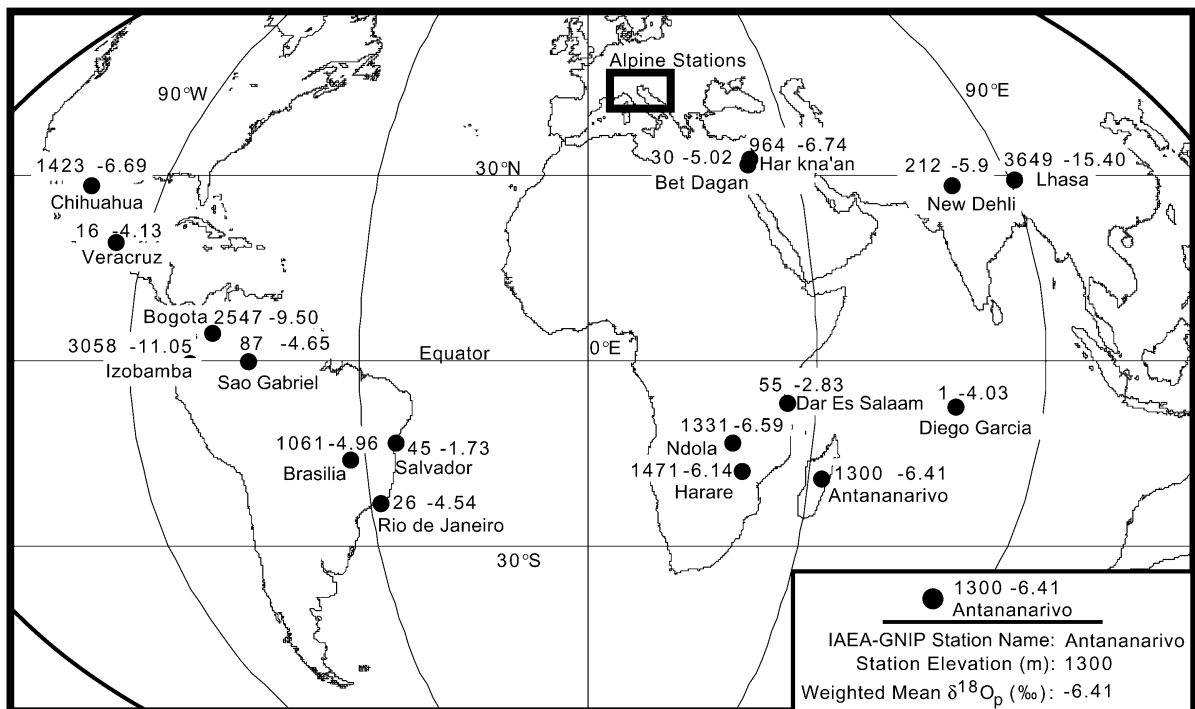 Alpine Stations
90°W
90°E
964 -6.74
30 -5.02
Har kna'an
Bet Dagan
1423 -6.69
Chihuahua
30°N
212 -5.9
New Dehli
3649 -15.40
Lhasa
16 -4.13
Veracruz
Bogota 2547 -9.50
3058 -11.05
Izobamba
87 -4.65
Sao Gabriel
Equator
0°E
55 -2.83
Dar Es Salaam
1 -4.03
Diego Garcia
1331 -6.59
Ndola
1061 -4.96
Brasilia
45 -1.73
Salvador
1471 -6.14
Harare
1300 -6.41
Antananarivo
26 -4.54
Rio de Janeiro
30°S
1300 -6.41
Antananarivo
IAEA-GNIP Station Name: Antananarivo
Station Elevation (m): 1300
Weighted Mean δ¹⁸Oₚ (‰): -6.41